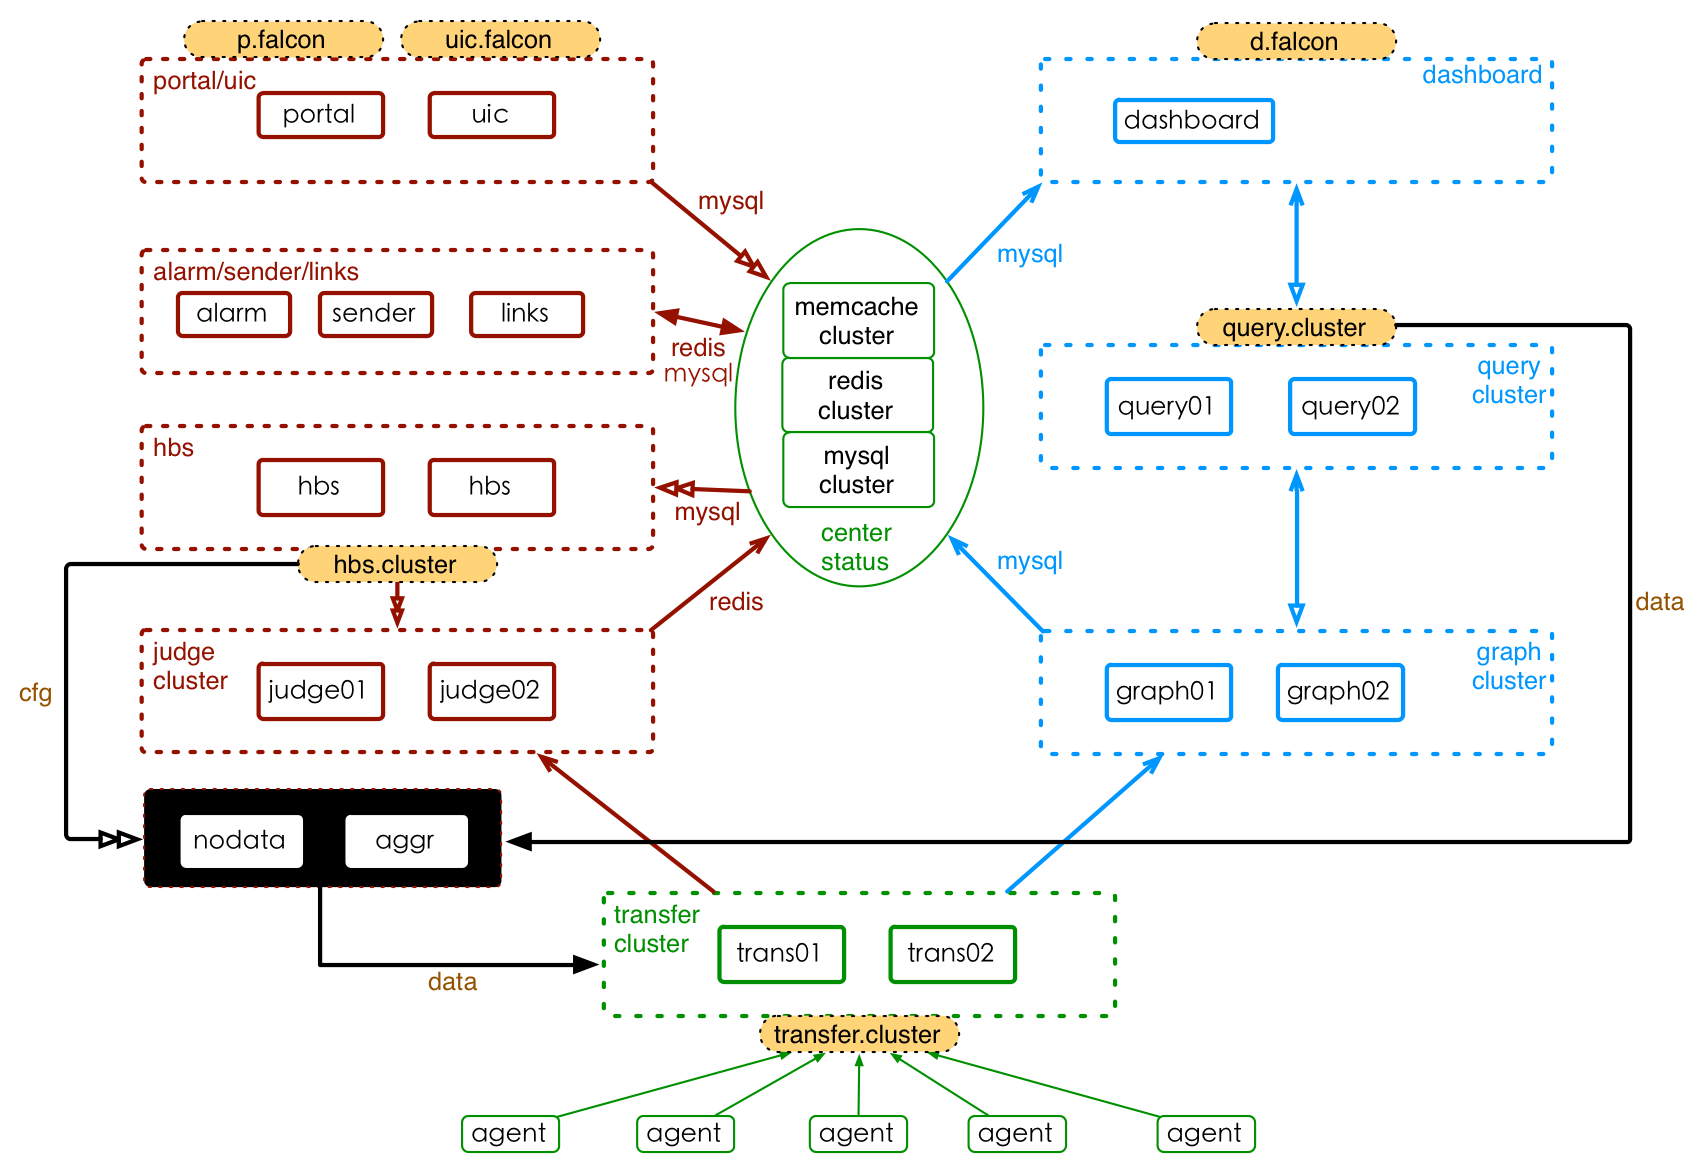 p.falcon
uic.falcon
d.falcon
portal/uic
portal
uic
dashboard
dashboard
mysql
mysql
alarm/sender/links
alarm
sender
links
redis
mysql
memcache
cluster
redis
cluster
mysql
cluster
center
status
query.cluster
query
cluster
query01
query02
hbs
hbs
hbs
mysql
hbs.cluster
redis
mysql
data
judge
cluster
judge01
judge02
graph
cluster
graph01
graph02
cfg
nodata
aggr
data
transfer
cluster
trans01
trans02
transfer.cluster
agent
agent
agent
agent
agent